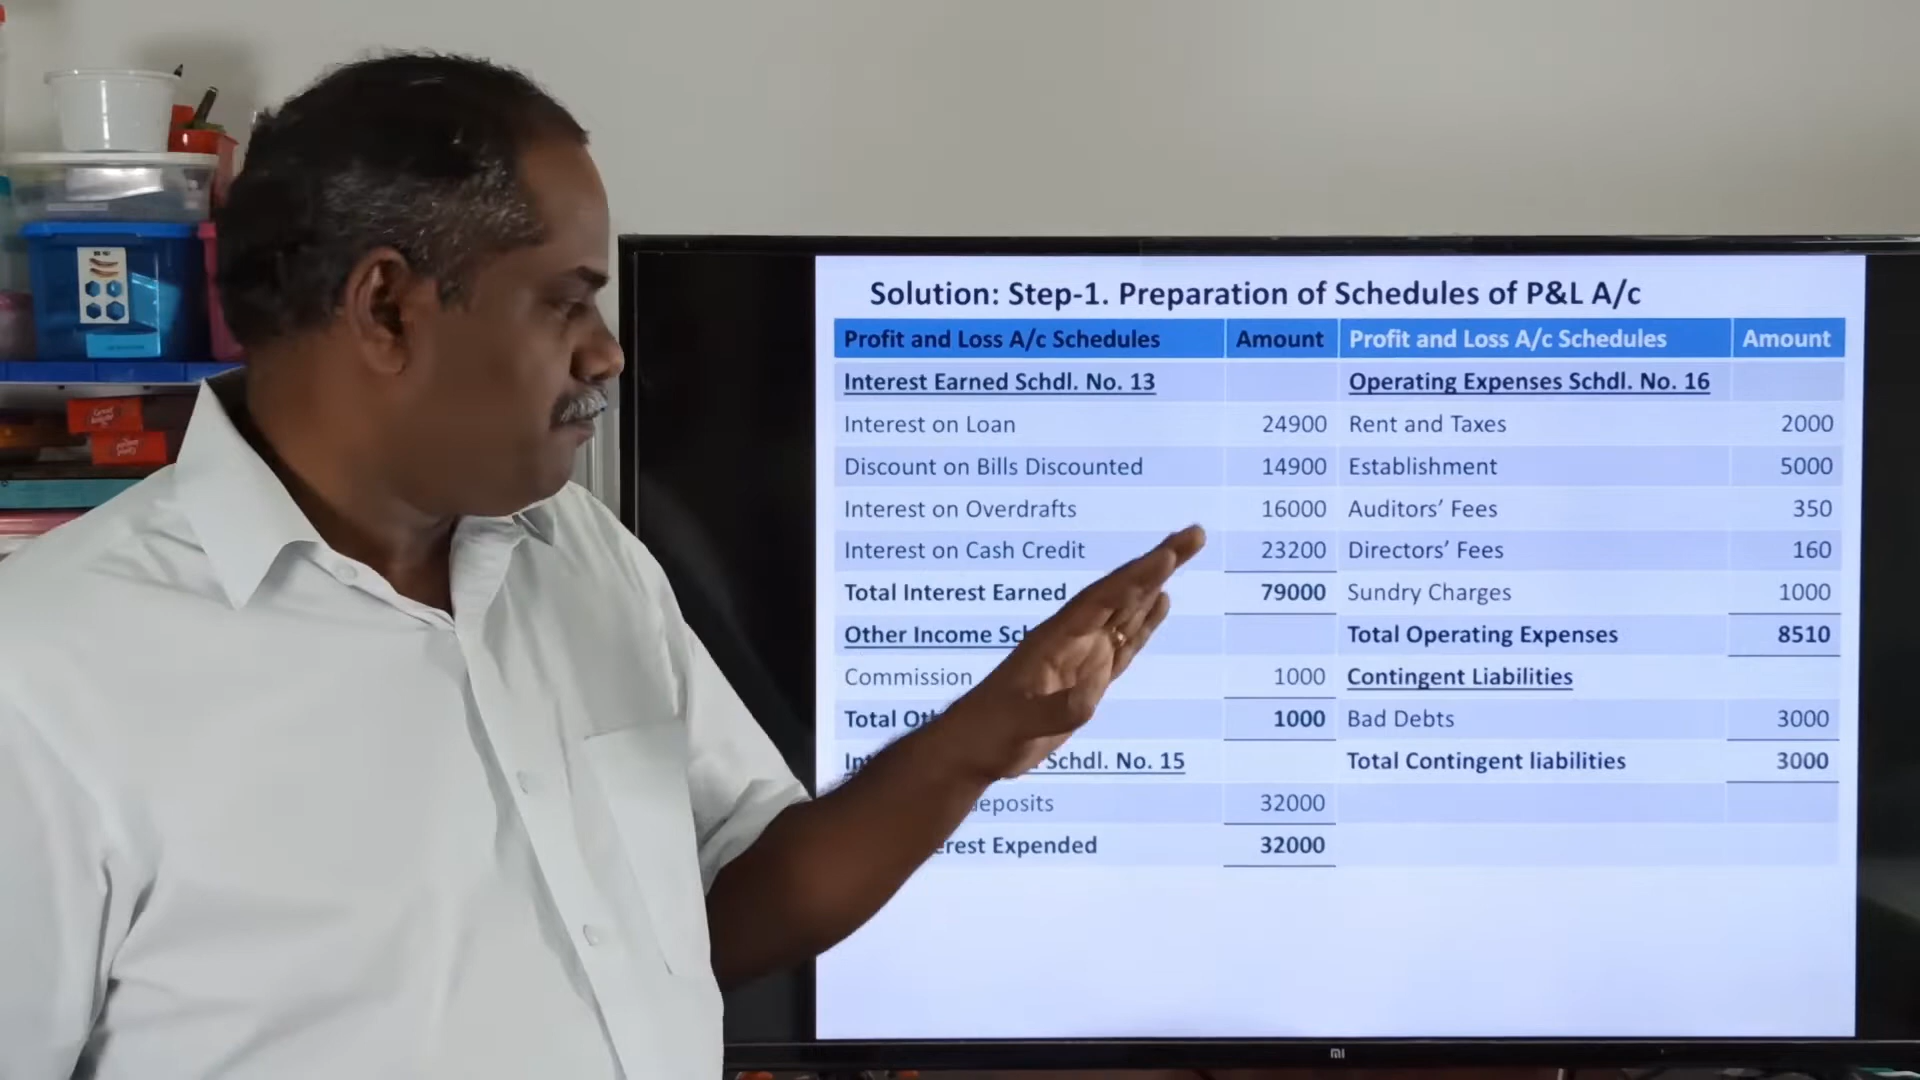 Solution: Step-1. Preparation of Schedules of P&L A/c
Profit and Loss A/c Schedules Amount Profit and Loss A/c Schedules Amount
Interest Earned Schdl. No. 13 Operating Expenses Schdl. No. 16
Interest on Loan 24900 Rent and Taxes 2000
Discount on Bills Discounted 14900 Establishment 5000
Interest on Overdrafts 16000 Auditors’ Fees 350
Interest on Cash Credit 23200 Directors’ Fees 160
Total Interest Earned 79000 Sundry Charges 1000
Other Income Total Operating Expenses 8510
Commission 1000 Contingent Liabilities
Total 1000 Bad Debts 3000
Schdl. No. 15 Total Contingent liabilities 3000
32000
Expended 32000
mi